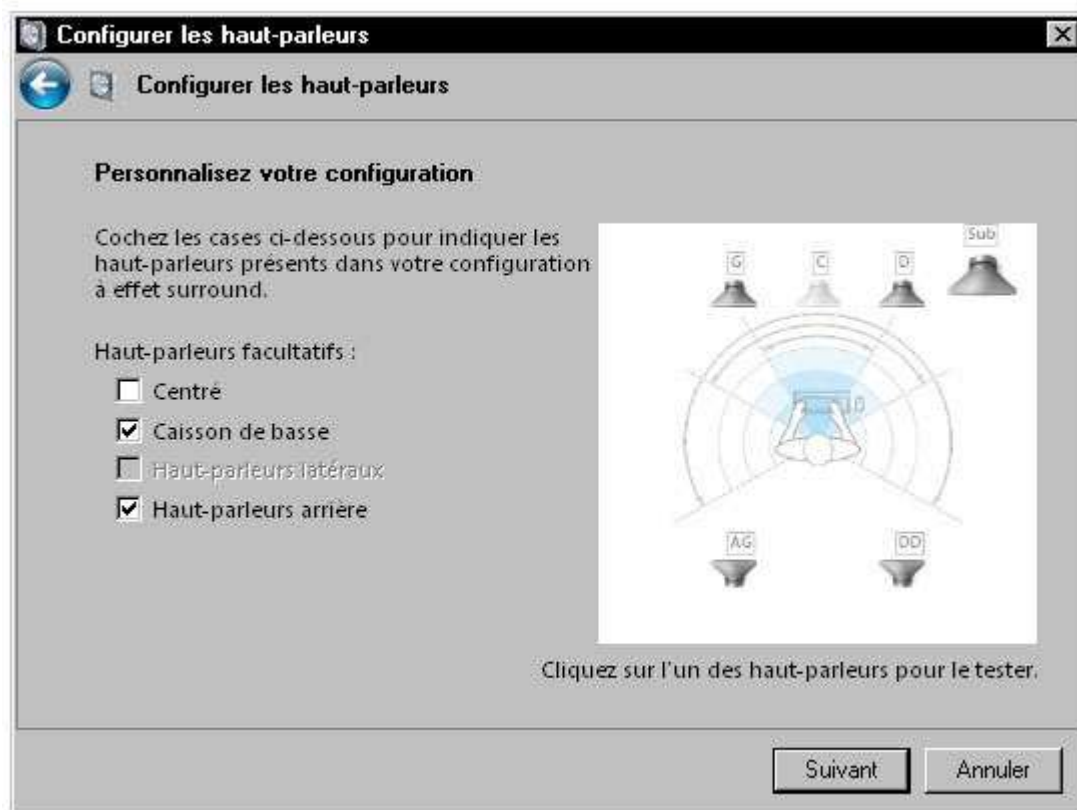 Configurer les haut-parleurs
Configurer les haut-parleurs
Personnalisez votre configuration
Cochez les cases ci-dessous pour indiquer les
haut-parleurs présents dans votre configuration
à effet surround.
Haut-parleurs facultatifs :
Centré
Caisson de basse
Haut-parleurs latéraux
Haut-parleurs arrière
Sub
G
C
D
AG
DD
Cliquez sur l'un des haut-parleurs pour le tester.
Suivant
Annuler